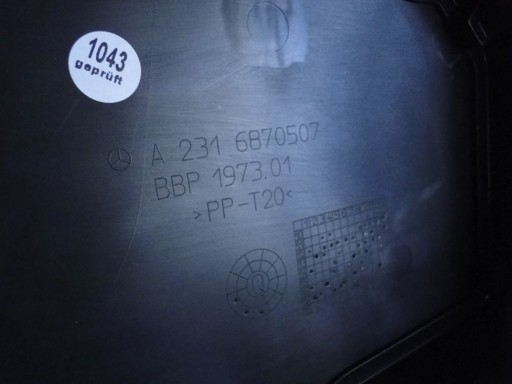 1043
geprüft
A 231 6870507
BBP 1973.01
>PP-T20<